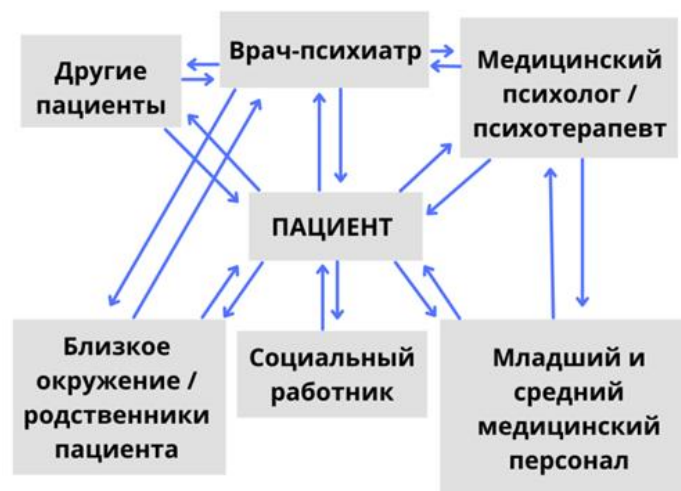 Врач-психиатр
Другие
пациенты
Медицинский
психолог /
психотерапевт
ПАЦИЕНТ
Близкое
окружение /
родственники
пациента
Социальный
работник
Младший и
средний
медицинский
персонал